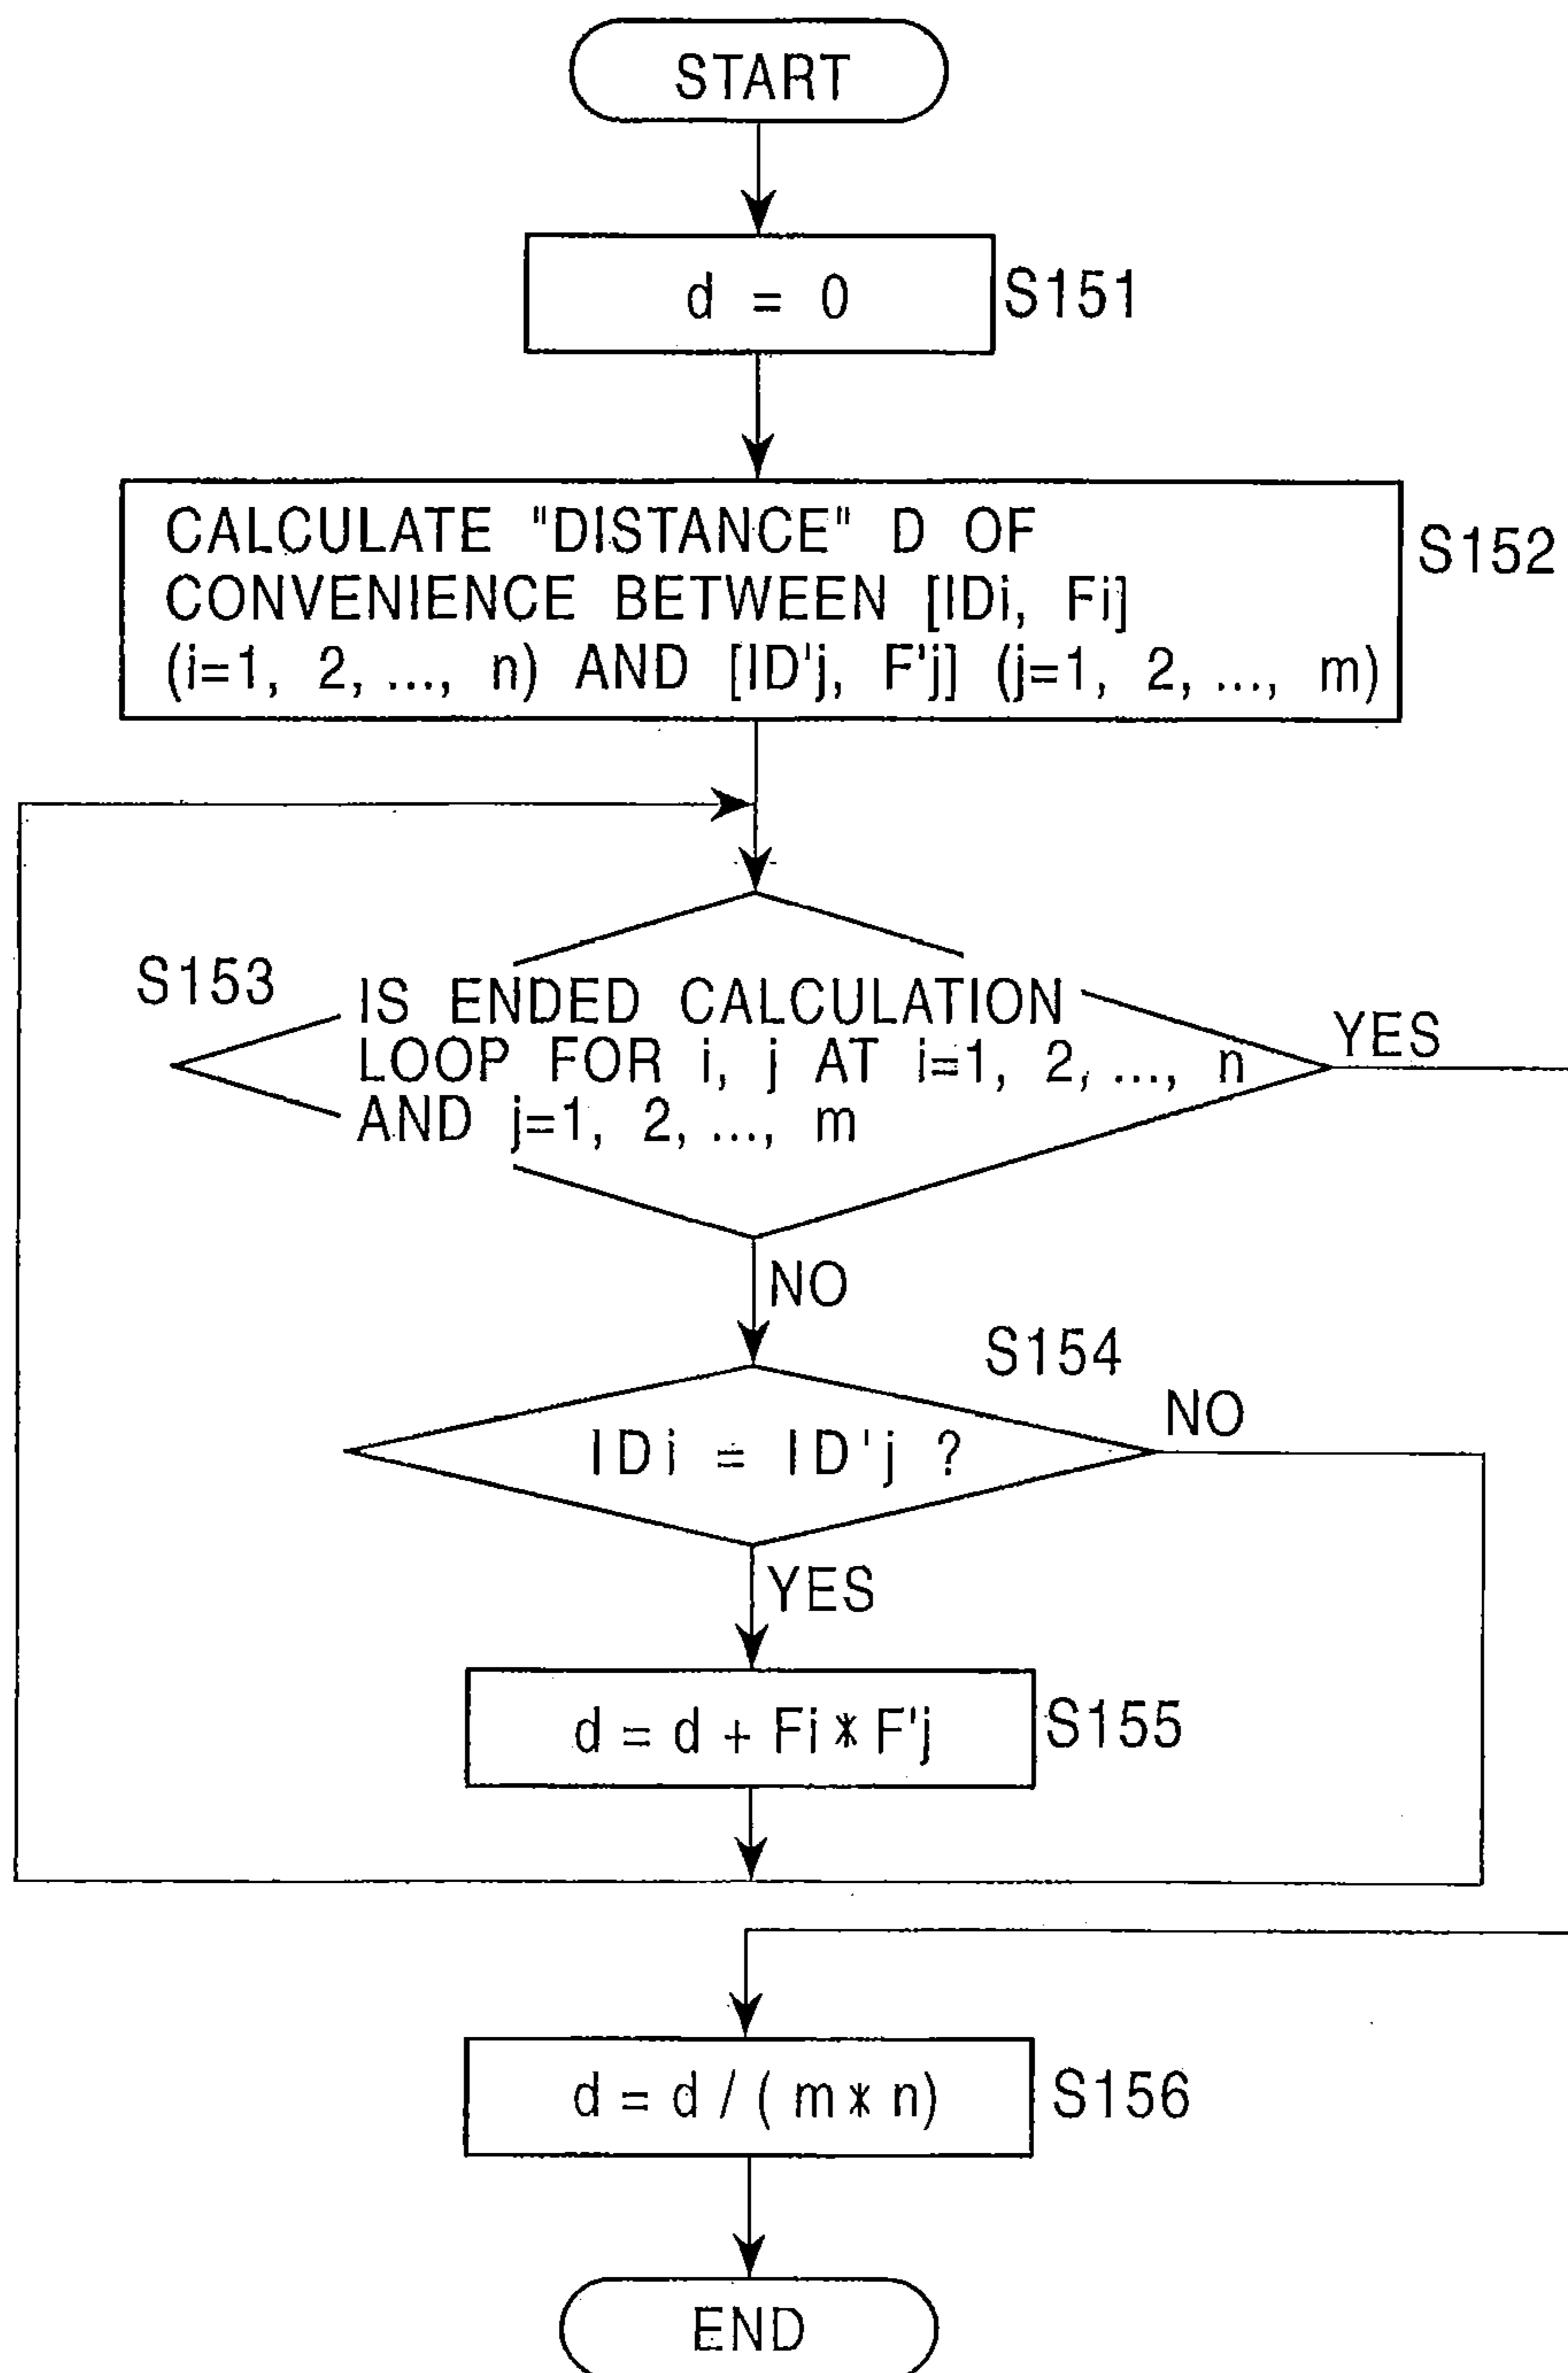 START
d = 0
S151
CALCULATE "DISTANCE" D OF
CONVENIENCE BETWEEN [IDi, Fi]
(i=1, 2, ..., n) AND [ID'j, F'j] (j=1, 2, ..., m)
S152
S153
IS ENDED CALCULATION
LOOP FOR i, j AT i=1, 2, ..., n
AND j=1, 2, ..., m
YES
NO
S154
IDi = ID'j ?
NO
YES
d = d + Fi * F'j
S155
d = d / ( m * n)
S156
END